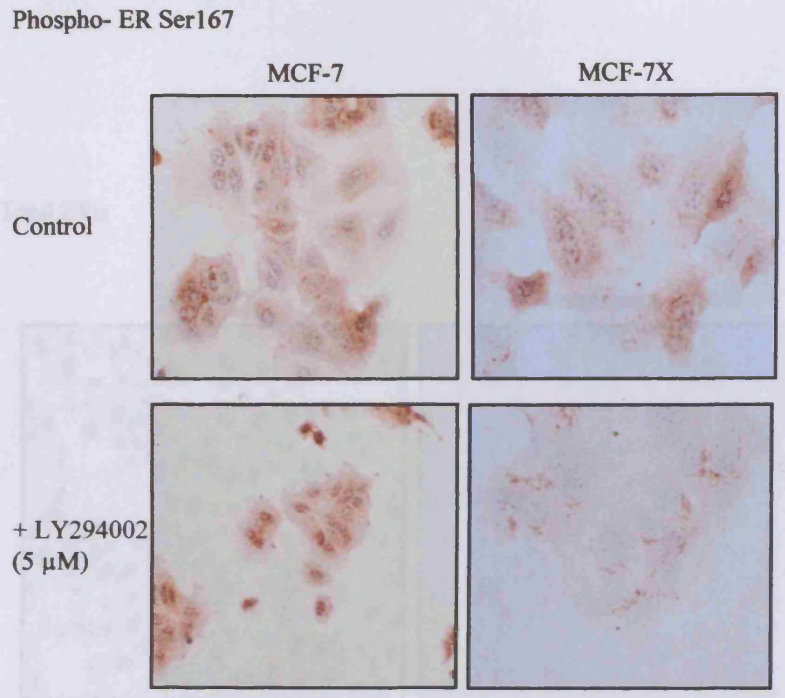 Phospho- ER Ser167
MCF-7 MCF-7X
Control
+ LY294002
(5 µM)